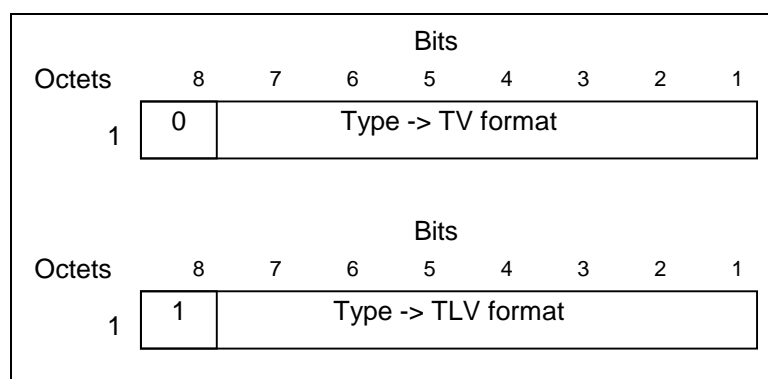 Bits
Octets 8 7 6 5 4 3 2 1
1 0 Type -> TV format
Bits
Octets 8 7 6 5 4 3 2 1
1 1 Type -> TLV format